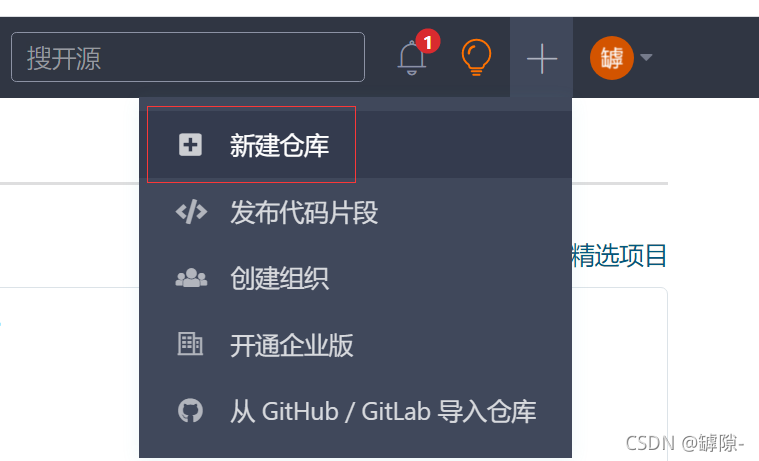 搜开源
1
罅
新建仓库
发布代码片段
精选项目
创建组织
开通企业版
从 GitHub / GitLab 导入仓库
CSDN @罅隙-